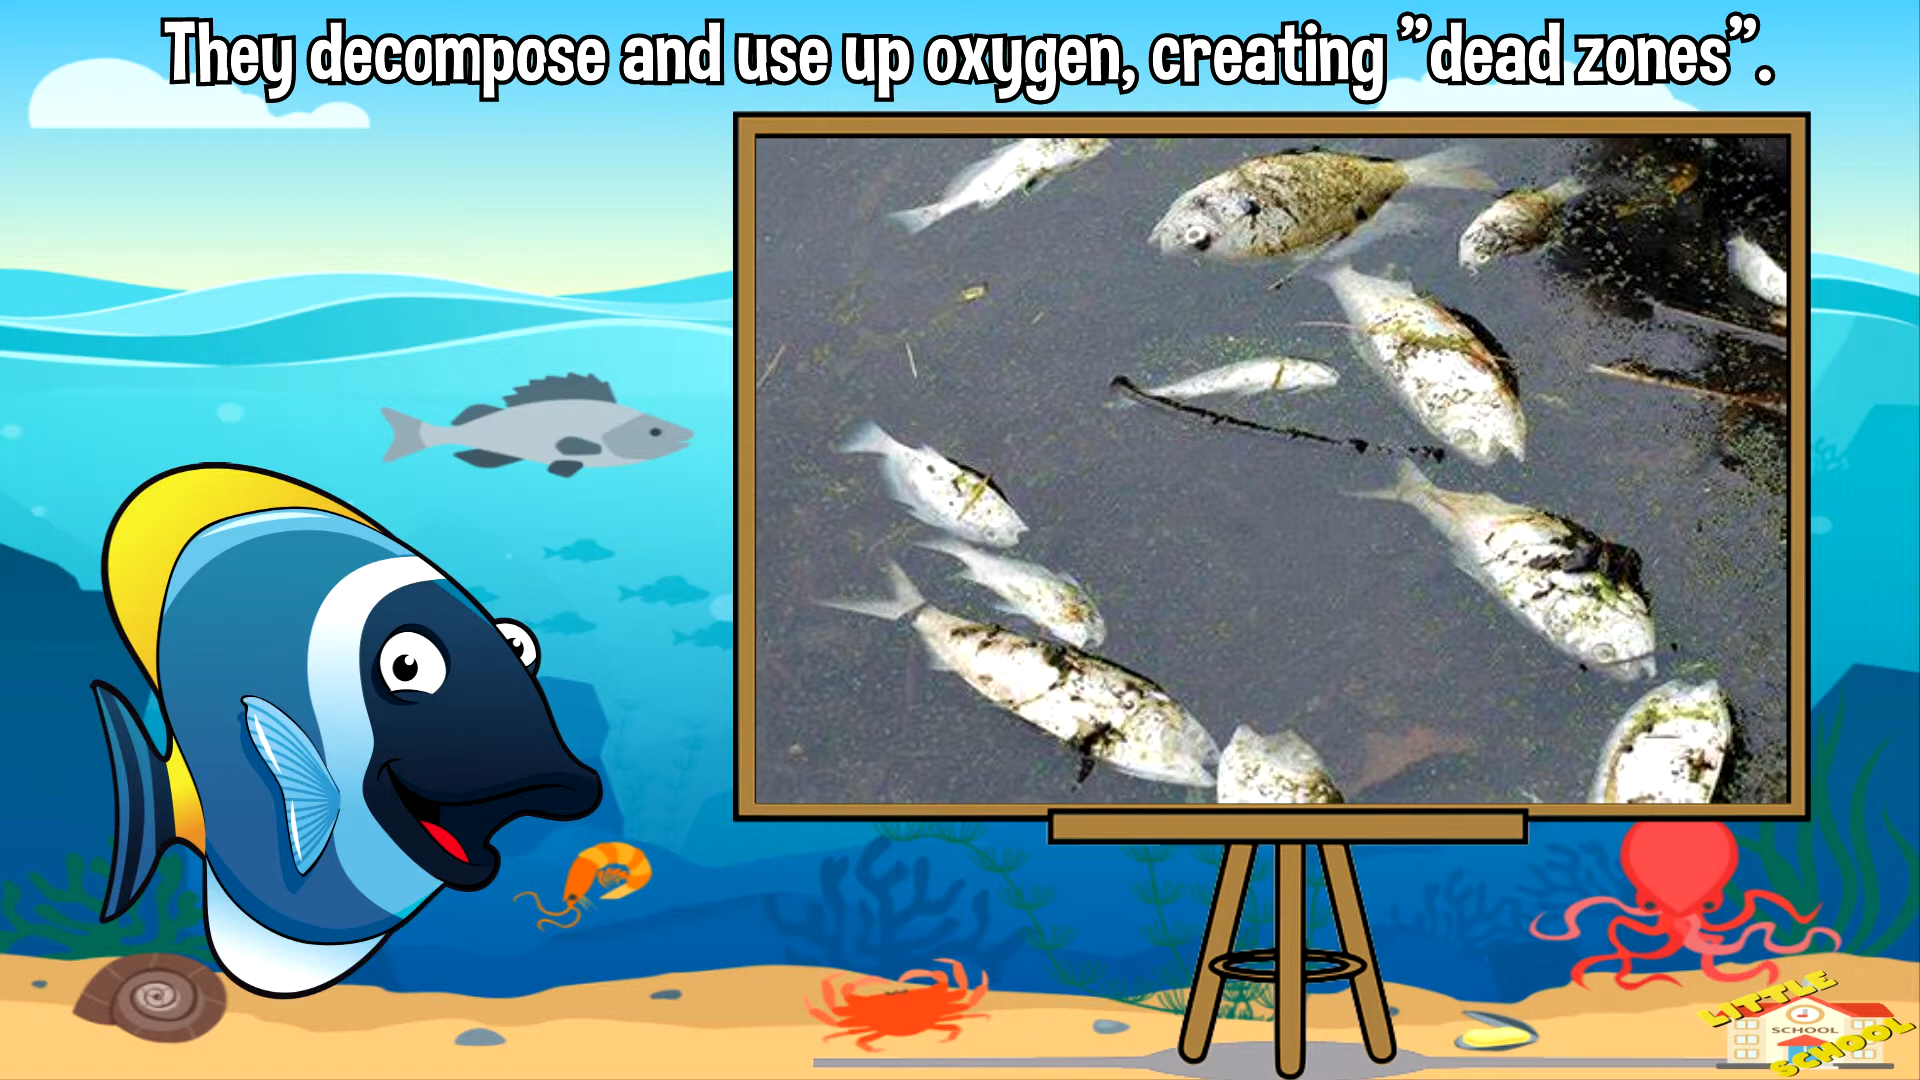 They decompose and use up oxygen, creating ”dead zones”.
LITTLE
SCHOOL
SCHOOL